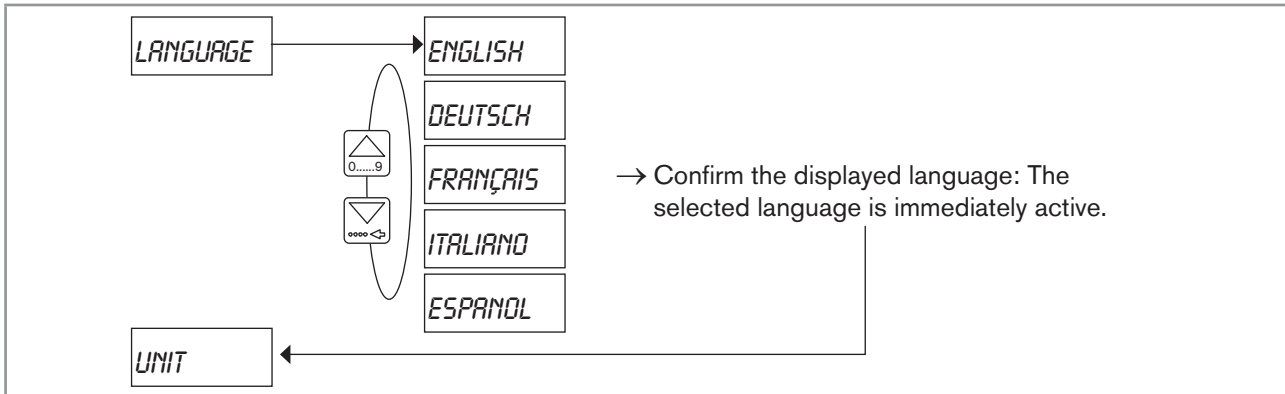 LANGUAGE
ENGLISH
DEUTSCH
0......9
FRANÇAIS
→ Confirm the displayed language: The
selected language is immediately active.
ITALIANO
ESPANOL
UNIT